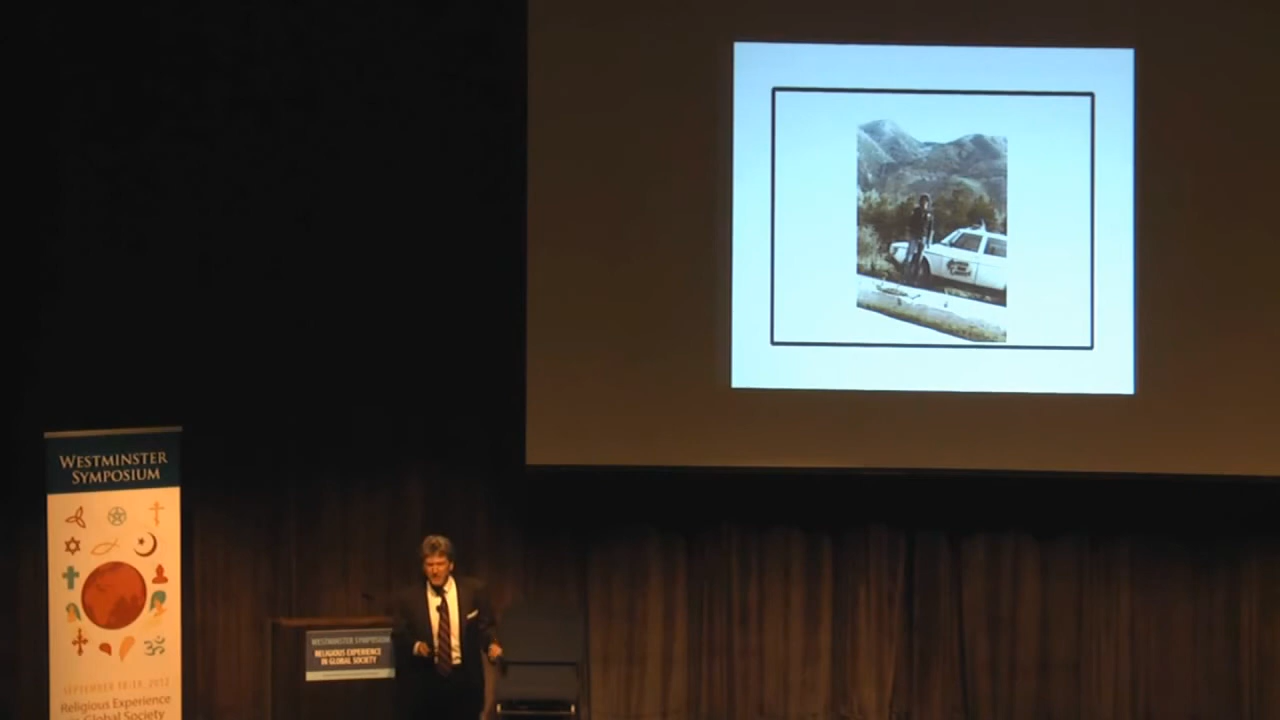 WESTMINSTER
SYMPOSIUM
SEPTEMBER 18-19, 2012
Religious Experience
Global Society
WESTMINSTER SYMPOSIUM
RELIGIOUS EXPERIENCE
IN GLOBAL SOCIETY